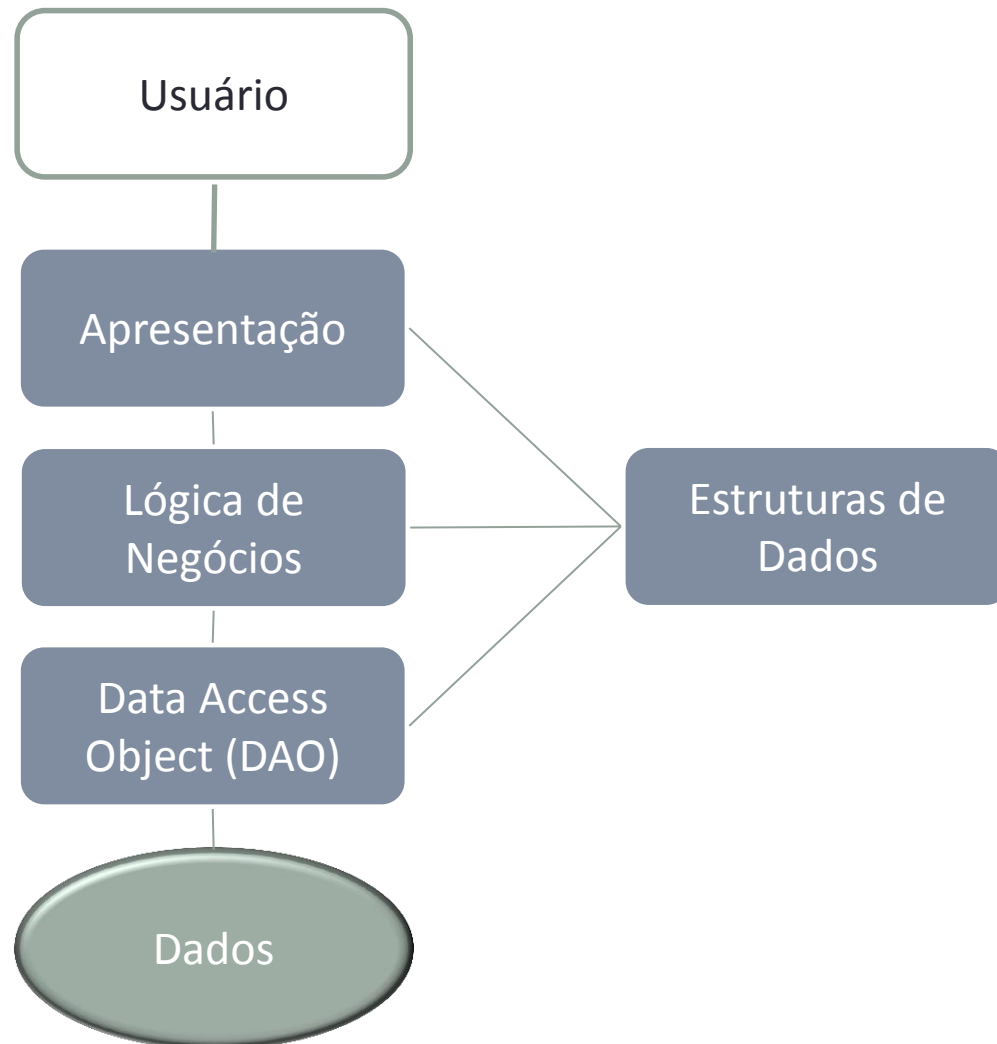 Usuário
Apresentação
Lógica de
Negócios
Estruturas de
Dados
Data Access
Object (DAO)
Dados